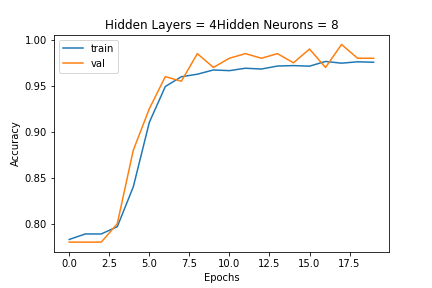 Hidden Layers = 4Hidden Neurons = 8
train
val
Accuracy
1.00
0.95
0.90
0.85
0.80
0.0 2.5 5.0 7.5 10.0 12.5 15.0 17.5
Epochs